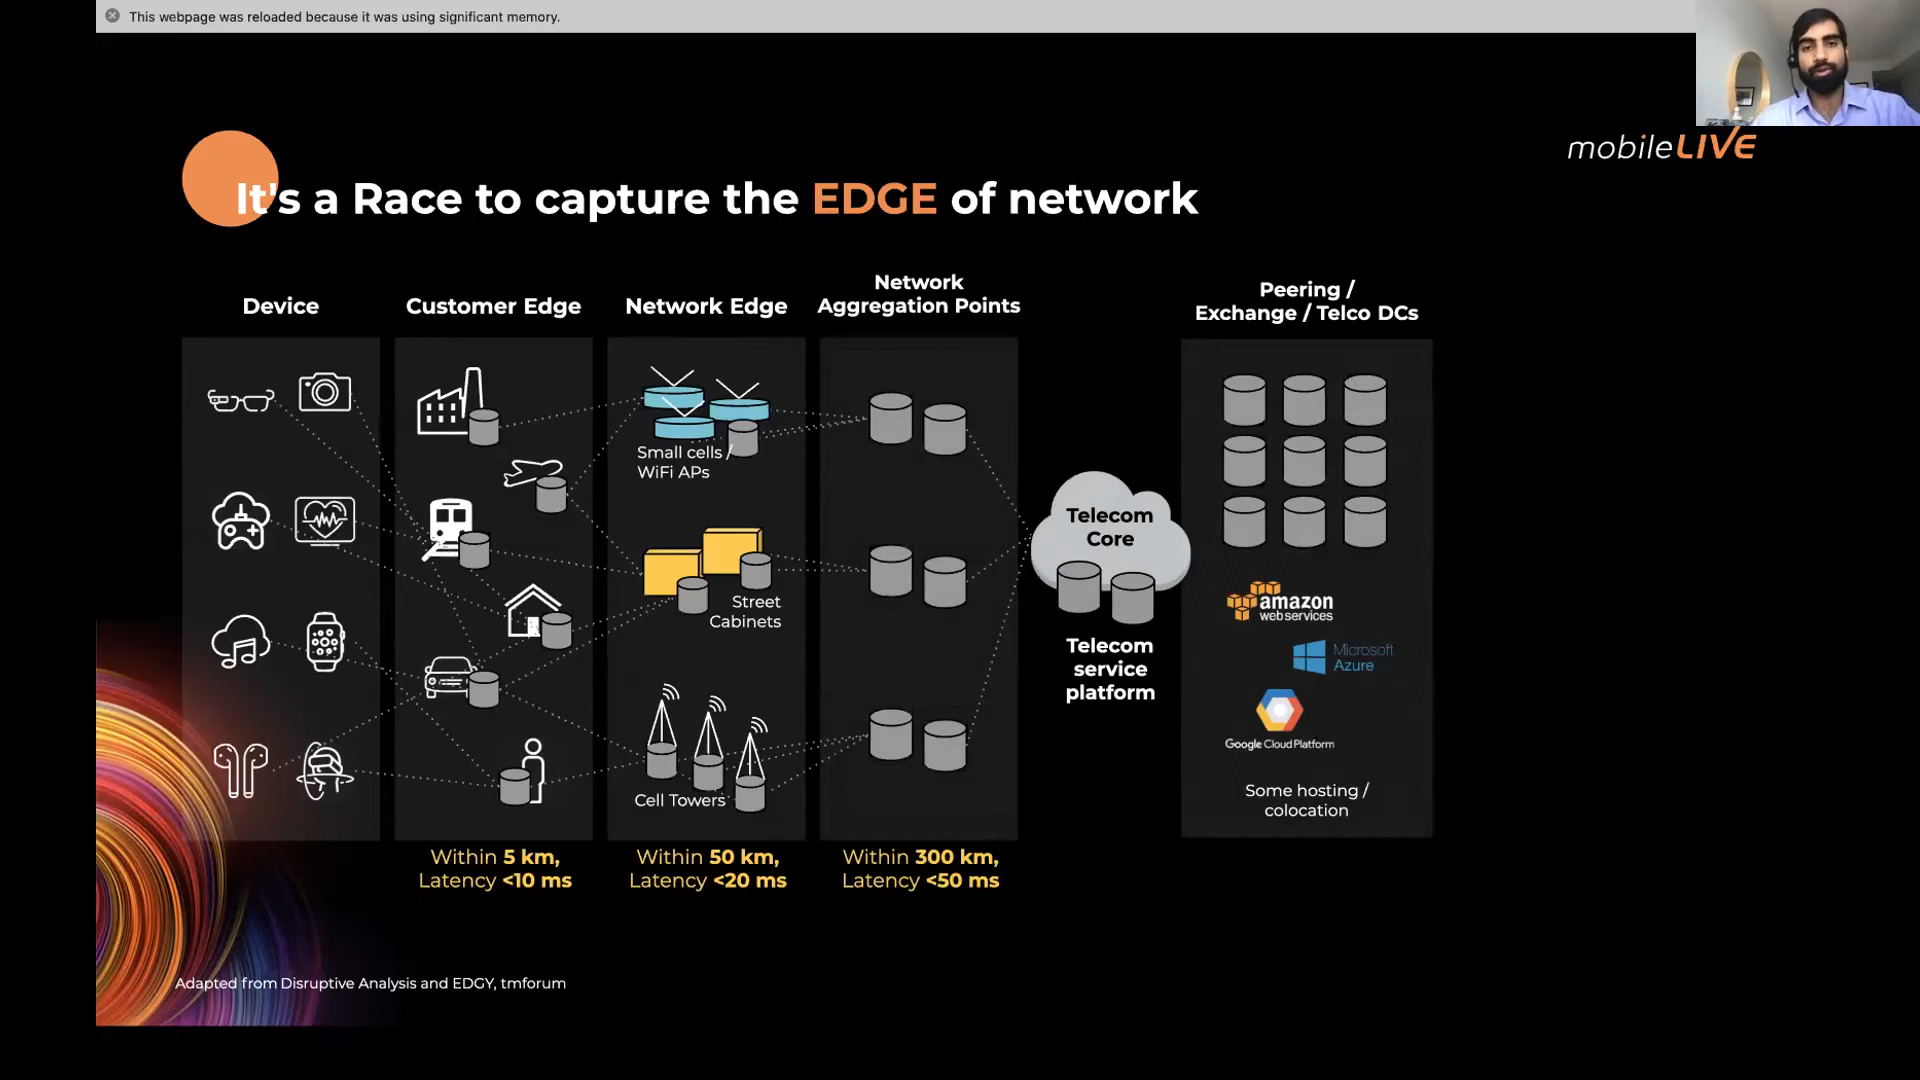 This webpage was reloaded because it was using significant memory.
mobileLIVE
It's a Race to capture the EDGE of network
Device
Customer Edge
Network Edge
Network
Aggregation Points
Peering /
Exchange / Telco DCs
Small cells /
WiFi APs
Street
Cabinets
Cell Towers
Telecom
Core
Telecom
service
platform
amazon
webservices
Microsoft
Azure
Google Cloud Platform
Some hosting /
colocation
Within 5 km,
Latency <10 ms
Within 50 km,
Latency <20 ms
Within 300 km,
Latency <50 ms
Adapted from Disruptive Analysis and EDGY, tmforum